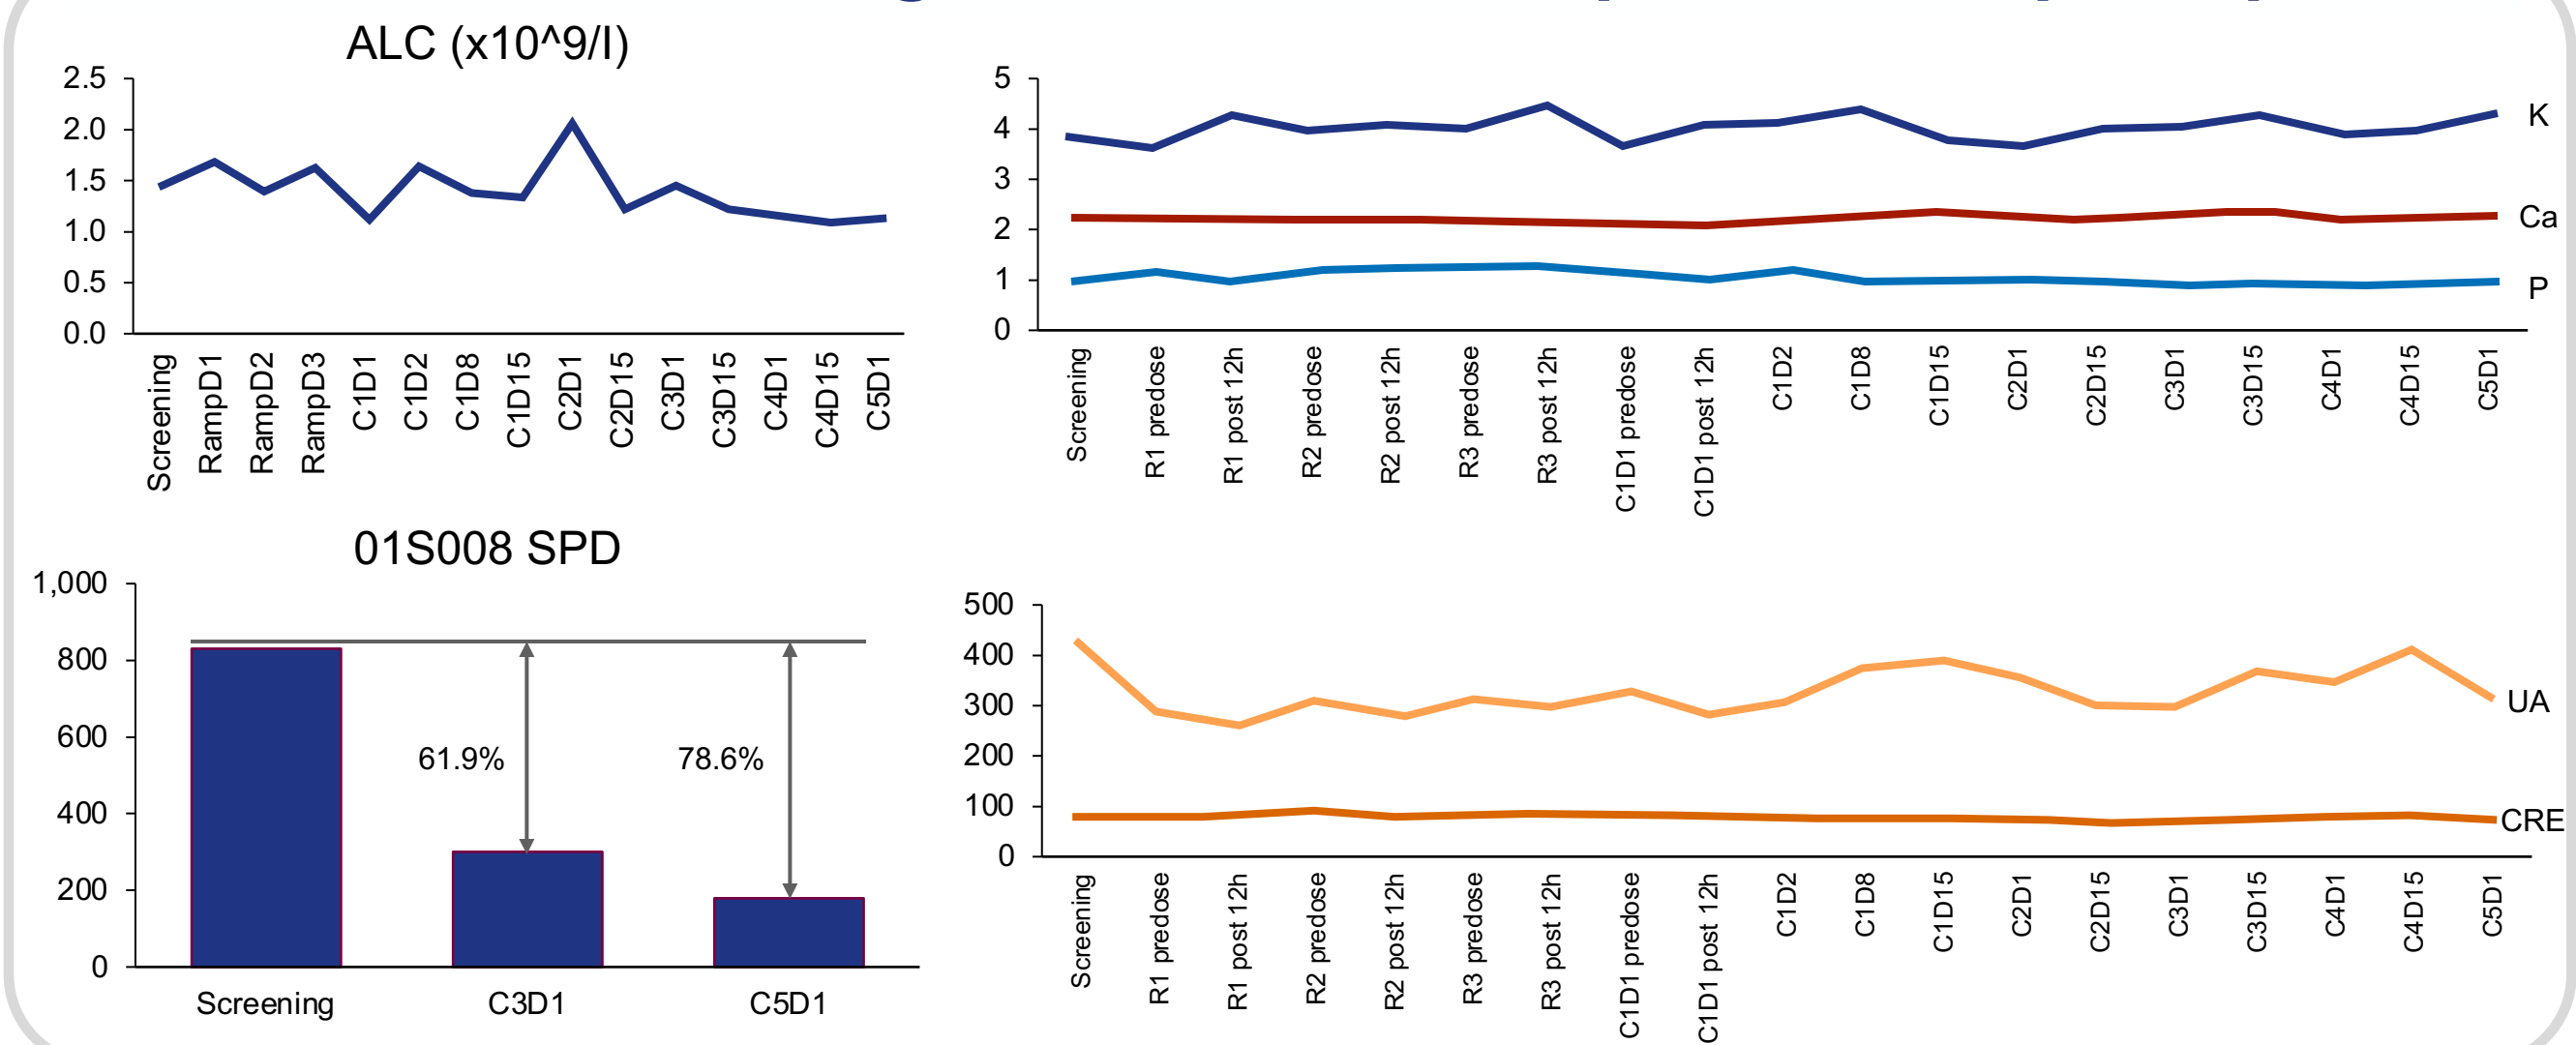 ALC (x10^9/l)
2.5
2.0
1.5
1.0
0.5
0.0
Screening
RampD1
RampD2
RampD3
C1D1
C1D2
C1D8
C1D15
C2D1
C2D15
C3D1
C3D15
C4D1
C4D15
C5D1
5
4
3
2
1
0
K
Ca
P
Screening
R1 predose
R1 post 12h
R2 predose
R2 post 12h
R3 predose
R3 post 12h
C1D1 predose
C1D1 post 12h
C1D2
C1D8
C1D15
C2D1
C2D15
C3D1
C3D15
C4D1
C4D15
C5D1
01S008 SPD
1,000
800
600
400
200
0
61.9%
78.6%
Screening
C3D1
C5D1
500
400
300
200
100
0
UA
CRE
Screening
R1 predose
R1 post 12h
R2 predose
R2 post 12h
R3 predose
R3 post 12h
C1D1 predose
C1D1 post 12h
C1D2
C1D8
C1D15
C2D1
C2D15
C3D1
C3D15
C4D1
C4D15
C5D1